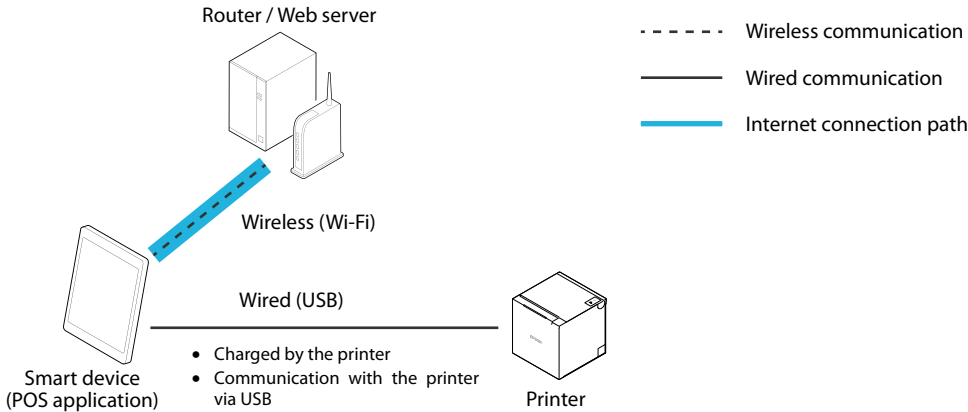 Router / Web server
Wireless communication
Wired communication
Internet connection path
Wireless (Wi-Fi)
Wired (USB)
• Charged by the printer
• Communication with the printer
via USB
Smart device
(POS application)
Printer
EPSON